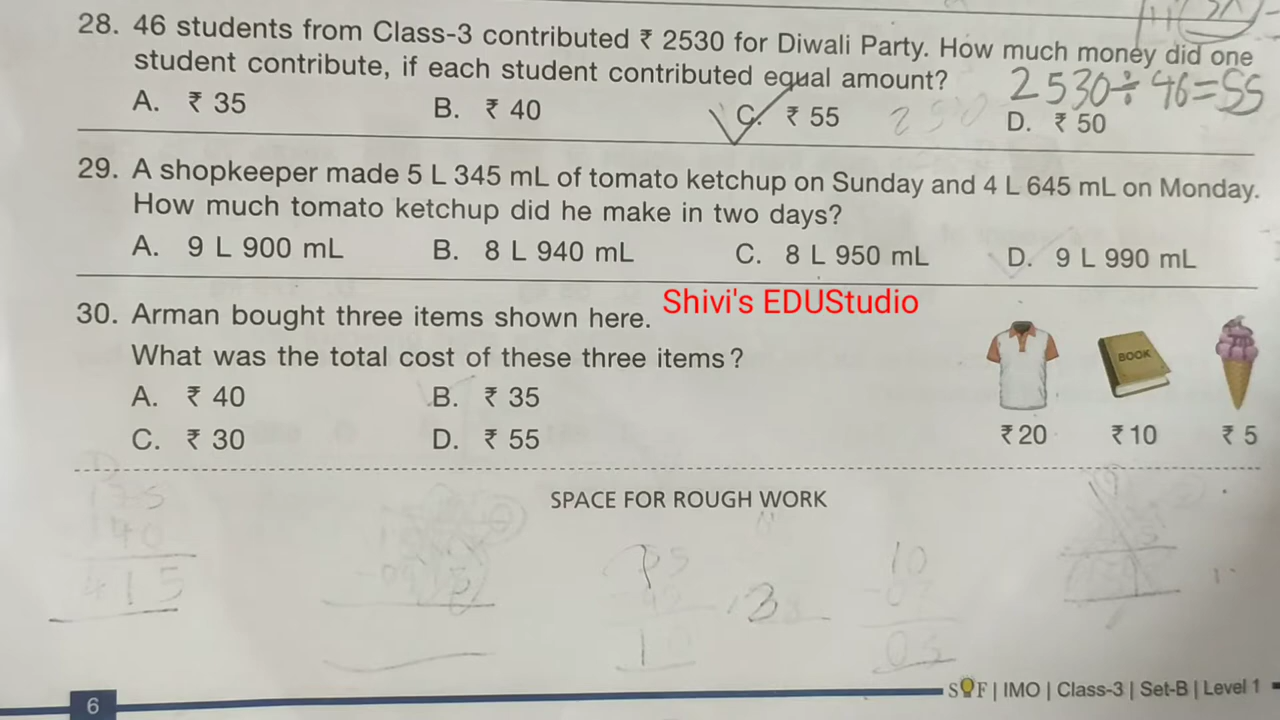 28. 46 students from Class-3 contributed ₹ 2530 for Diwali Party. How much money did one
student contribute, if each student contributed equal amount?
2530÷46=55
A. ₹ 35 B. ₹ 40 C. ₹ 55 D. ₹ 50
29. A shopkeeper made 5 L 345 mL of tomato ketchup on Sunday and 4 L 645 mL on Monday.
How much tomato ketchup did he make in two days?
A. 9 L 900 mL B. 8 L 940 mL C. 8 L 950 mL D. 9 L 990 mL
Shivi's EDUStudio
30. Arman bought three items shown here.
What was the total cost of these three items?
BOOK
A. ₹ 40 B. ₹ 35
C. ₹ 30 D. ₹ 55
₹ 20 ₹ 10 ₹ 5
SPACE FOR ROUGH WORK
40
415
3
10
05
6
SOF | IMO | Class-3 | Set-B | Level 1